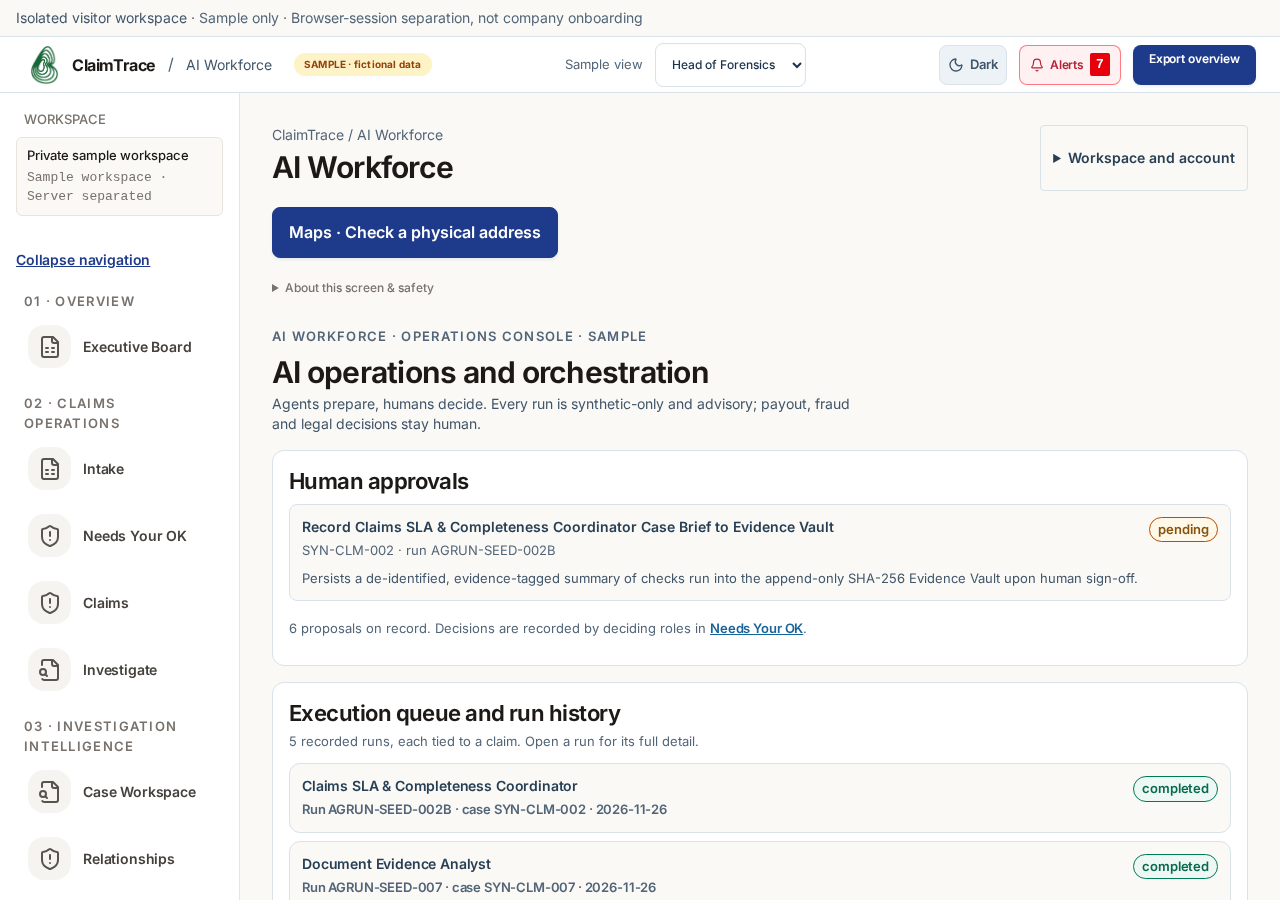 Isolated visitor workspace · Sample only · Browser-session separation, not company onboarding
ClaimTrace / AI Workforce
SAMPLE · fictional data
Sample view
Head of Forensics
Dark
Alerts 7
Export overview
WORKSPACE
Private sample workspace
Sample workspace ·
Server separated
Collapse navigation
01 · OVERVIEW
Executive Board
02 · CLAIMS
OPERATIONS
Intake
Needs Your OK
Claims
Investigate
03 · INVESTIGATION
INTELLIGENCE
Case Workspace
Relationships
ClaimTrace / AI Workforce
AI Workforce
Workspace and account
Maps · Check a physical address
About this screen & safety
AI WORKFORCE · OPERATIONS CONSOLE · SAMPLE
AI operations and orchestration
Agents prepare, humans decide. Every run is synthetic-only and advisory; payout, fraud
and legal decisions stay human.
Human approvals
Record Claims SLA & Completeness Coordinator Case Brief to Evidence Vault
pending
SYN-CLM-002 · run AGRUN-SEED-002B
Persists a de-identified, evidence-tagged summary of checks run into the append-only SHA-256 Evidence Vault upon human sign-off.
6 proposals on record. Decisions are recorded by deciding roles in Needs Your OK.
Execution queue and run history
5 recorded runs, each tied to a claim. Open a run for its full detail.
Claims SLA & Completeness Coordinator
completed
Run AGRUN-SEED-002B · case SYN-CLM-002 · 2026-11-26
Document Evidence Analyst
completed
Run AGRUN-SEED-007 · case SYN-CLM-007 · 2026-11-26